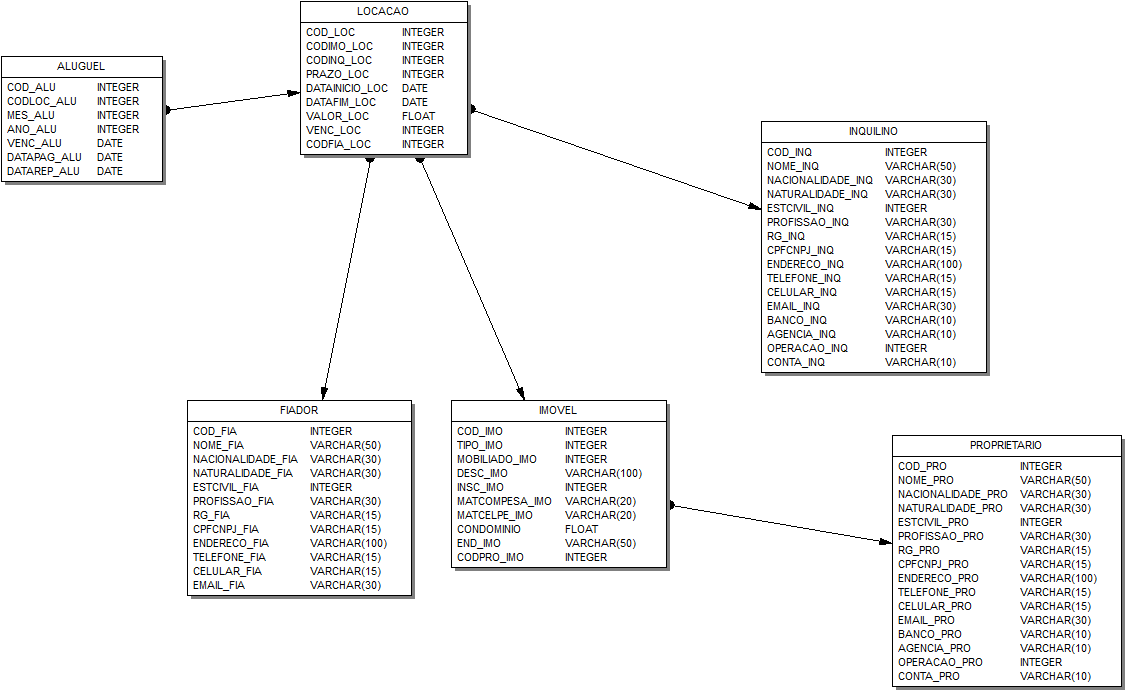 LOCACAO
COD_LOC INTEGER
CODIMO_LOC INTEGER
CODINQ_LOC INTEGER
PRAZO_LOC INTEGER
DATAINICIO_LOC DATE
DATAFIM_LOC DATE
VALOR_LOC FLOAT
VENC_LOC INTEGER
CODFIA_LOC INTEGER
ALUGUEL
COD_ALU INTEGER
CODLOC_ALU INTEGER
MES_ALU INTEGER
ANO_ALU INTEGER
VENC_ALU DATE
DATAPAG_ALU DATE
DATAREP_ALU DATE
INQUILINO
COD_INQ INTEGER
NOME_INQ VARCHAR(50)
NACIONALIDADE_INQ VARCHAR(30)
NATURALIDADE_INQ VARCHAR(30)
ESTCIVIL_INQ INTEGER
PROFISSAO_INQ VARCHAR(30)
RG_INQ VARCHAR(15)
CPFCNPJ_INQ VARCHAR(15)
ENDERECO_INQ VARCHAR(100)
TELEFONE_INQ VARCHAR(15)
CELULAR_INQ VARCHAR(15)
EMAIL_INQ VARCHAR(30)
BANCO_INQ VARCHAR(10)
AGENCIA_INQ VARCHAR(10)
OPERACAO_INQ INTEGER
CONTA_INQ VARCHAR(10)
FIADOR
COD_FIA INTEGER
NOME_FIA VARCHAR(50)
NACIONALIDADE_FIA VARCHAR(30)
NATURALIDADE_FIA VARCHAR(30)
ESTCIVIL_FIA INTEGER
PROFISSAO_FIA VARCHAR(30)
RG_FIA VARCHAR(15)
CPFCNPJ_FIA VARCHAR(15)
ENDERECO_FIA VARCHAR(100)
TELEFONE_FIA VARCHAR(15)
CELULAR_FIA VARCHAR(15)
EMAIL_FIA VARCHAR(30)
IMOVEL
COD_IMO INTEGER
TIPO_IMO INTEGER
MOBILIADO_IMO INTEGER
DESC_IMO VARCHAR(100)
INSC_IMO INTEGER
MATCOMPESA_IMO VARCHAR(20)
MATCELPE_IMO VARCHAR(20)
CONDOMINIO FLOAT
END_IMO VARCHAR(50)
CODPRO_IMO INTEGER
PROPRIETARIO
COD_PRO INTEGER
NOME_PRO VARCHAR(50)
NACIONALIDADE_PRO VARCHAR(30)
NATURALIDADE_PRO VARCHAR(30)
ESTCIVIL_PRO INTEGER
PROFISSAO_PRO VARCHAR(30)
RG_PRO VARCHAR(15)
CPFCNPJ_PRO VARCHAR(15)
ENDERECO_PRO VARCHAR(100)
TELEFONE_PRO VARCHAR(15)
CELULAR_PRO VARCHAR(15)
EMAIL_PRO VARCHAR(30)
BANCO_PRO VARCHAR(10)
AGENCIA_PRO VARCHAR(10)
OPERACAO_PRO INTEGER
CONTA_PRO VARCHAR(10)